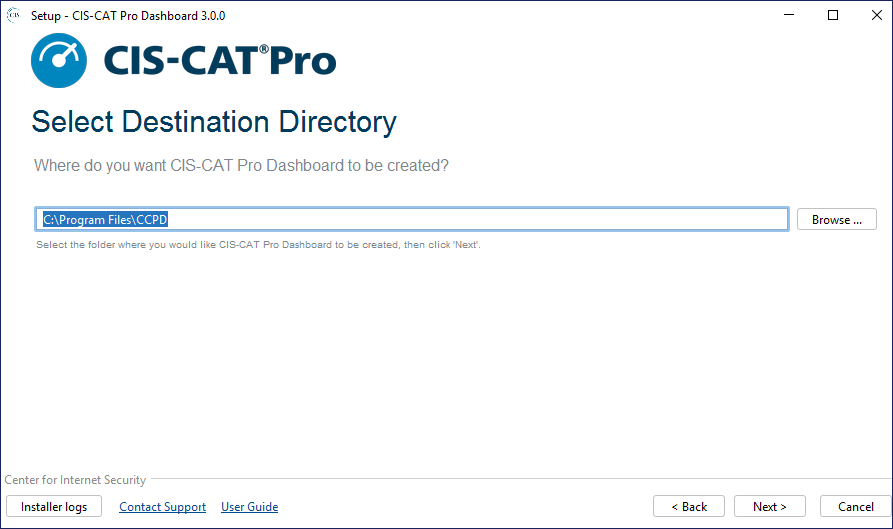 CIS Setup - CIS-CAT Pro Dashboard 3.0.0
CIS-CAT®Pro
Select Destination Directory
Where do you want CIS-CAT Pro Dashboard to be created?
C:\Program Files\CCPD Browse ...
Select the folder where you would like CIS-CAT Pro Dashboard to be created, then click 'Next'.
Center for Internet Security
Installer logs Contact Support User Guide < Back Next > Cancel